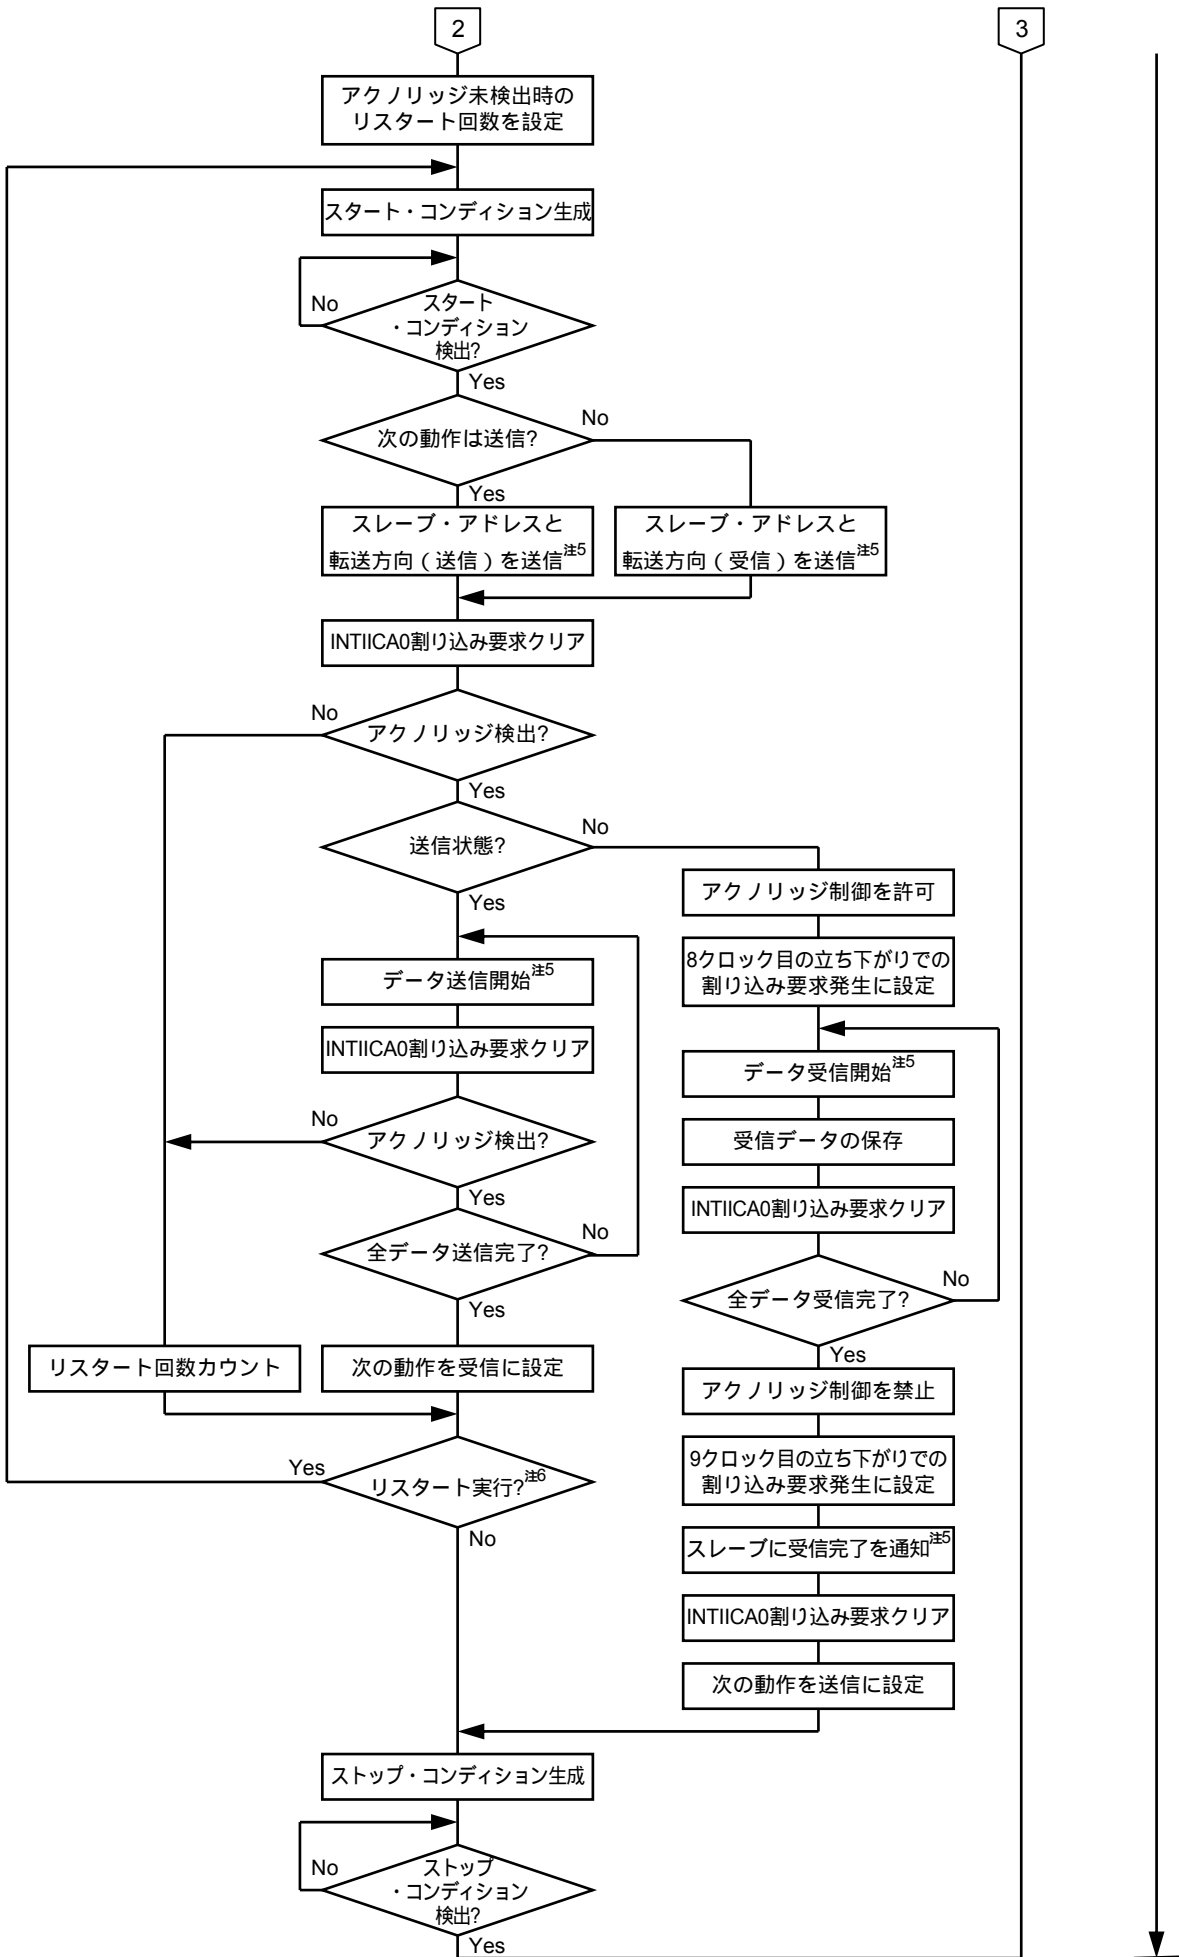 2
3
アクノリッジ未検出時の
リスタート回数を設定
スタート・コンディション生成
No
スタート
・コンディション
検出?
Yes
次の動作は送信?
No
Yes
スレーブ・アドレスと
転送方向（送信）を送信注5
スレーブ・アドレスと
転送方向（受信）を送信注5
INTIICA0割り込み要求クリア
No
アクノリッジ検出?
Yes
送信状態?
No
Yes
アクノリッジ制御を許可
8クロック目の立ち下がりでの
割り込み要求発生に設定
データ送信開始注5
INTIICA0割り込み要求クリア
No
アクノリッジ検出?
Yes
全データ送信完了?
No
Yes
データ受信開始注5
受信データの保存
INTIICA0割り込み要求クリア
全データ受信完了?
No
Yes
リスタート回数カウント
次の動作を受信に設定
Yes
リスタート実行?注6
No
アクノリッジ制御を禁止
9クロック目の立ち下がりでの
割り込み要求発生に設定
スレーブに受信完了を通知注5
INTIICA0割り込み要求クリア
次の動作を送信に設定
ストップ・コンディション生成
No
ストップ
・コンディション
検出?
Yes